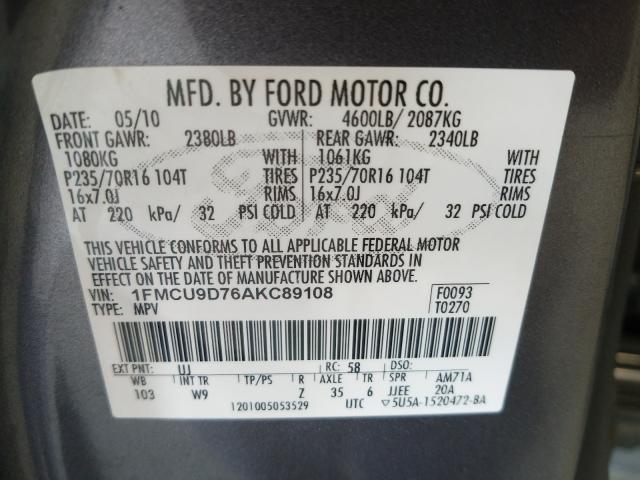 MFD. BY FORD MOTOR CO.
DATE: 05/10 GVWR: 4600LB/ 2087KG
FRONT GAWR: 2380LB REAR GAWR: 2340LB
1080KG WITH 1061KG WITH
P235/70R16 104T TIRES P235/70R16 104T TIRES
16x7.0J RIMS 16x7.0J RIMS
AT 220 kPa/ 32 PSI COLD AT 220 kPa/ 32 PSI COLD
Ford
THIS VEHICLE CONFORMS TO ALL APPLICABLE FEDERAL MOTOR
VEHICLE SAFETY AND THEFT PREVENTION STANDARDS IN
EFFECT ON THE DATE OF MANUFACTURE SHOWN ABOVE.
VIN: 1FMCU9D76AKC89108 F0093
TYPE: MPV T0270
EXT PNT: UJ RC: 58 DSO:
WB INT TR TP/PS R AXLE TR SPR AM71A
103 W9 Z 35 6 JJEE 20A
1201005053529 UTC ▽5U5A-1520472-BA